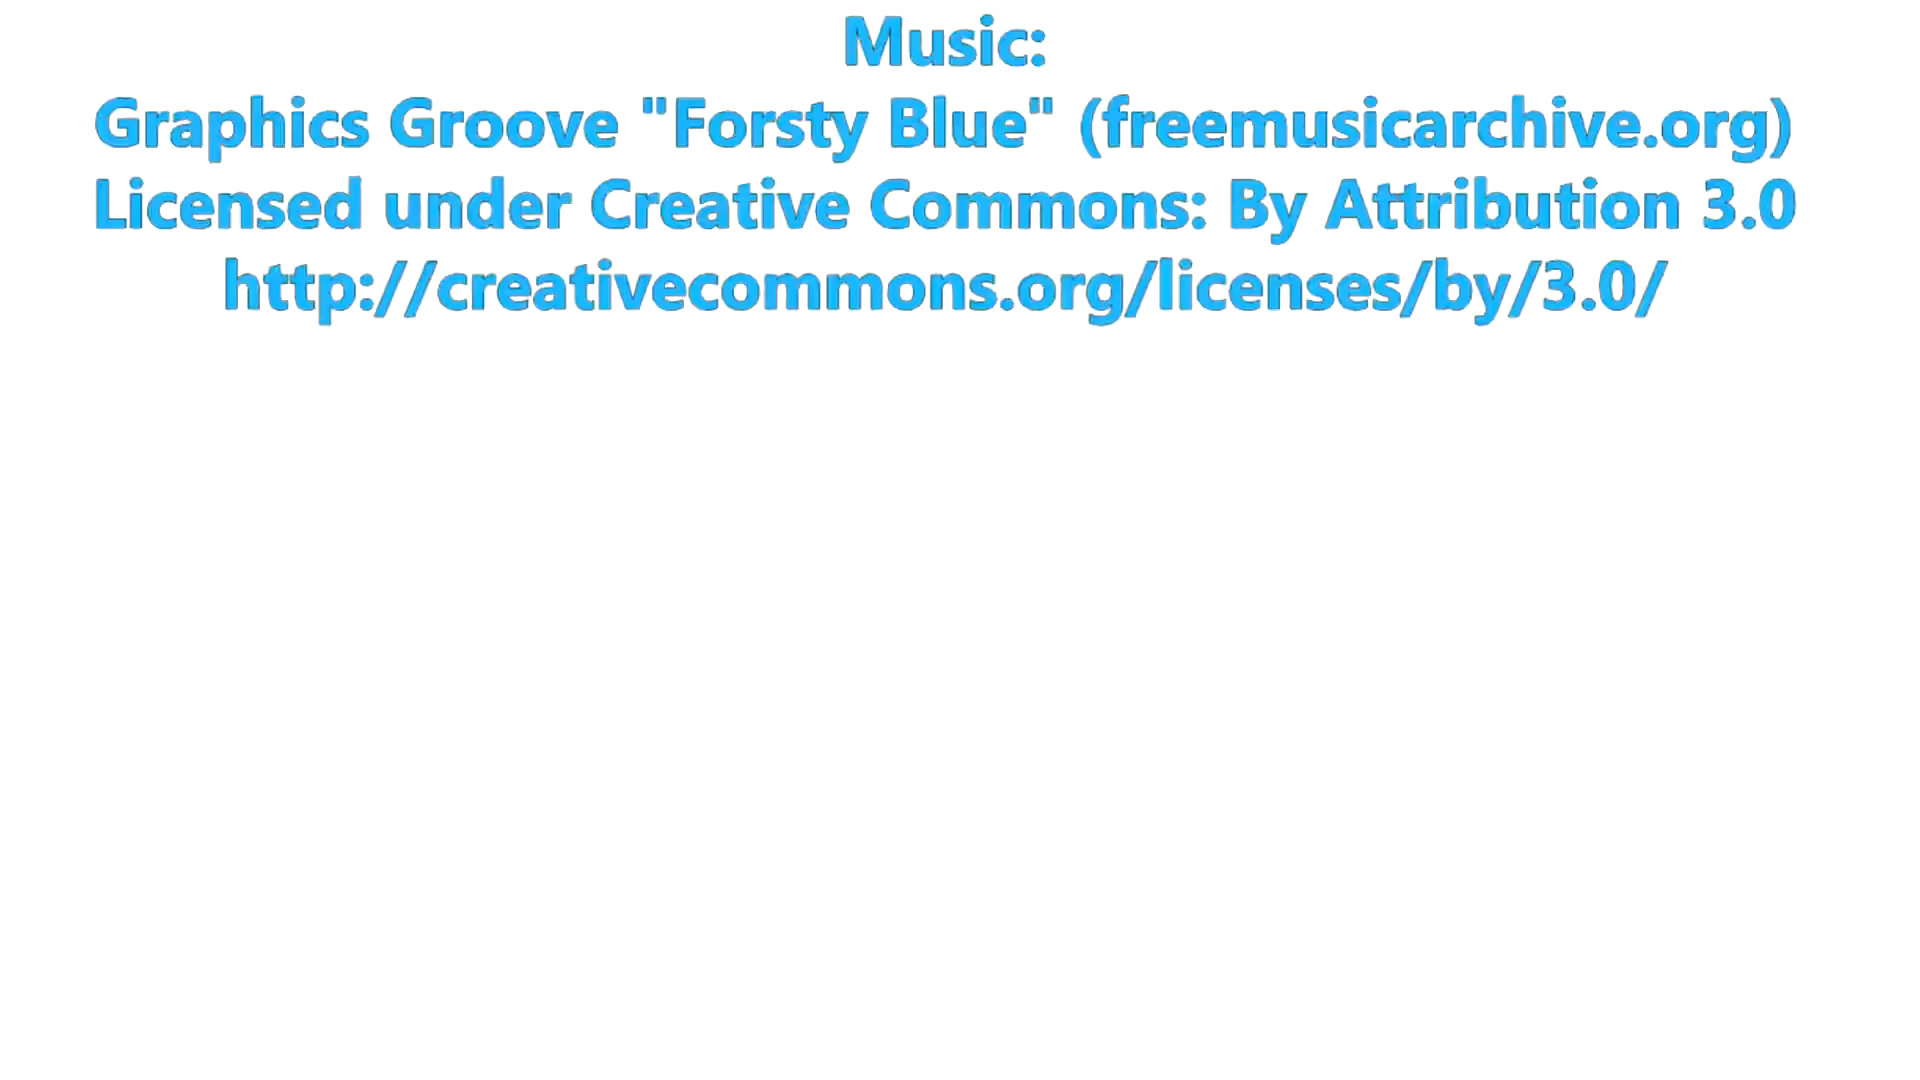 Music:
Graphics Groove "Forsty Blue" (freemusicarchive.org)
Licensed under Creative Commons: By Attribution 3.0
http://creativecommons.org/licenses/by/3.0/